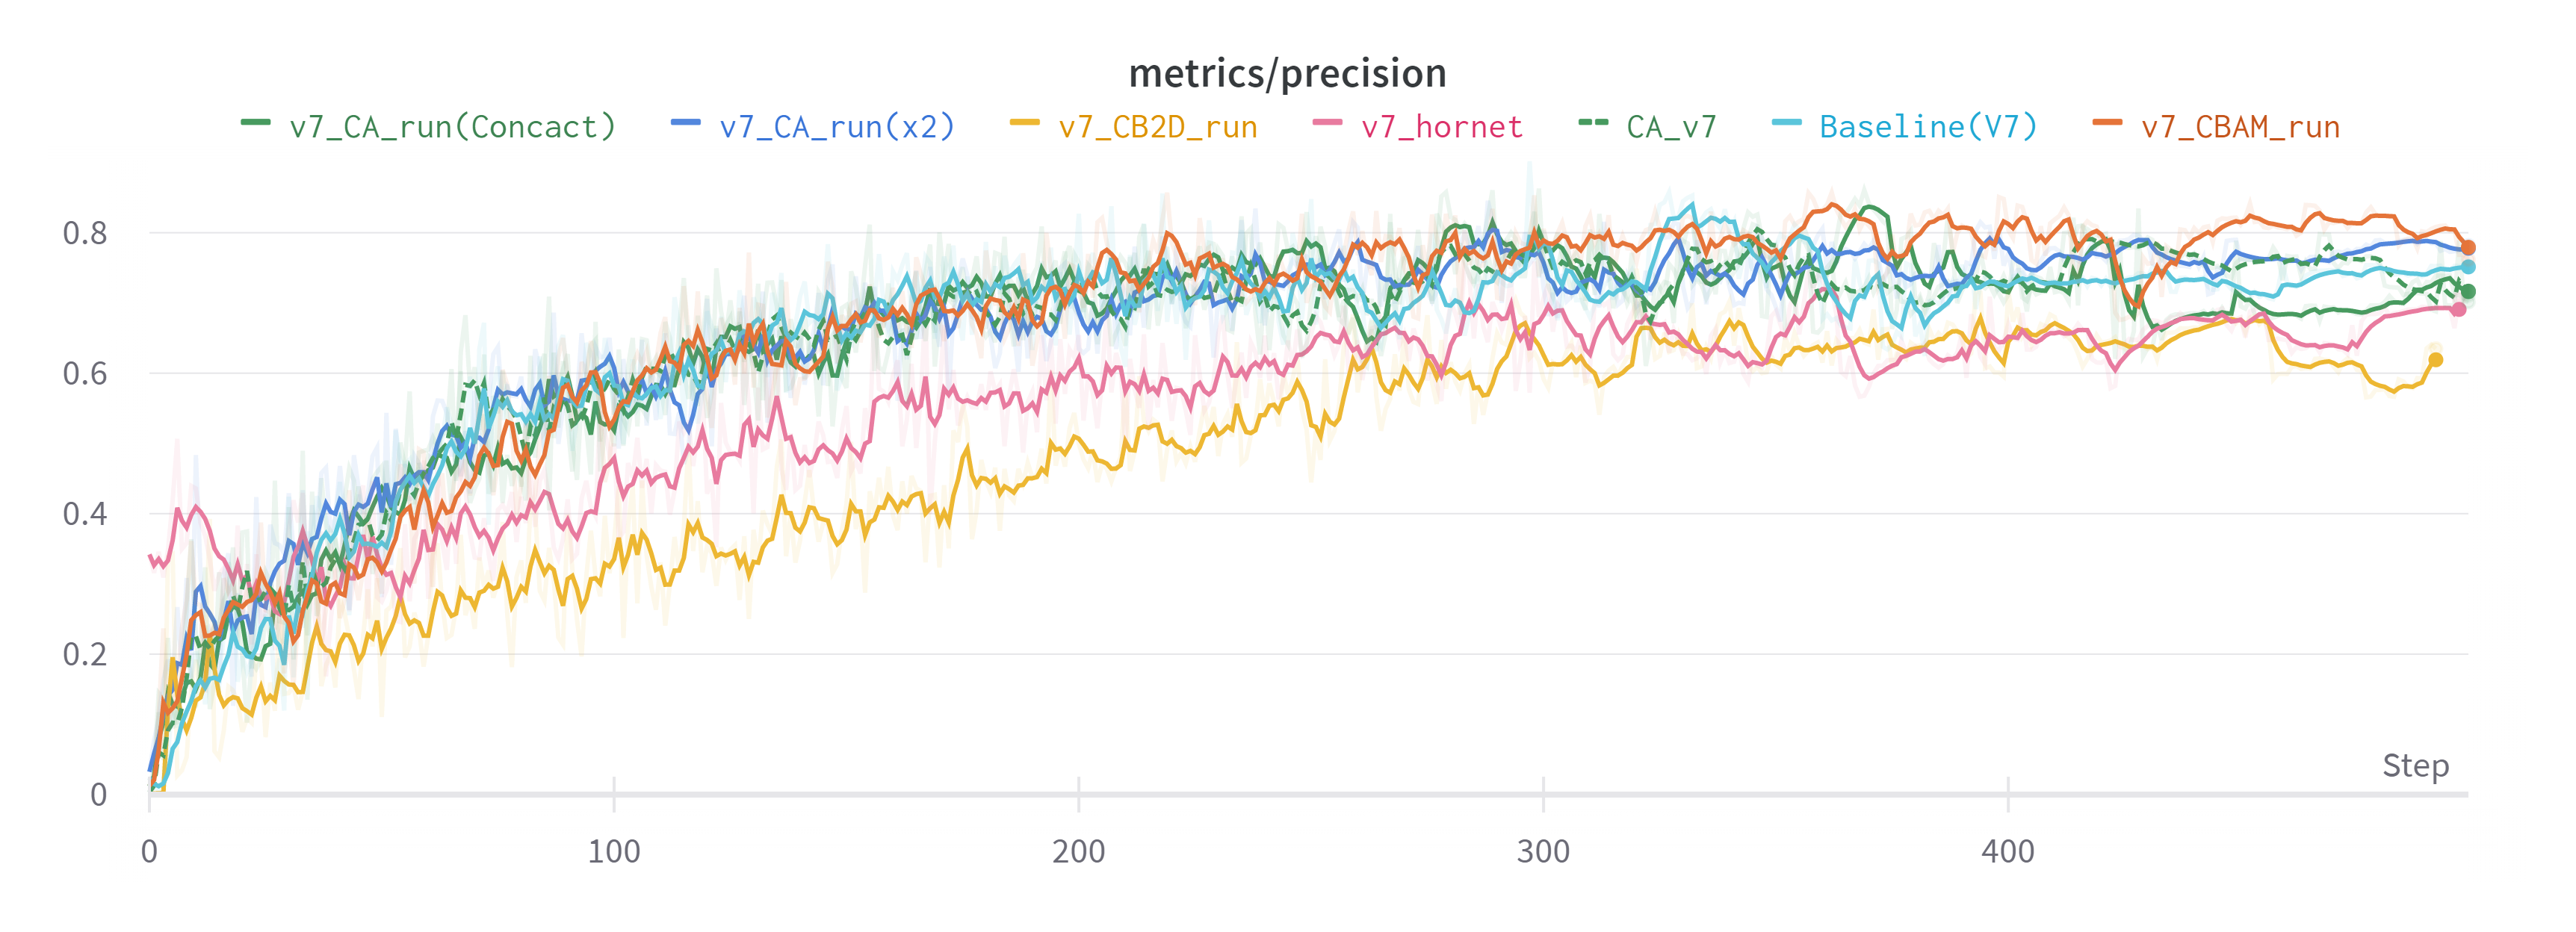 metrics/precision
v7_CA_run(Concact) v7_CA_run(x2) v7_CB2D_run v7_hornet CA_v7 Baseline(V7) v7_CBAM_run
0.8
0.6
0.4
0.2
Step
0
0 100 200 300 400